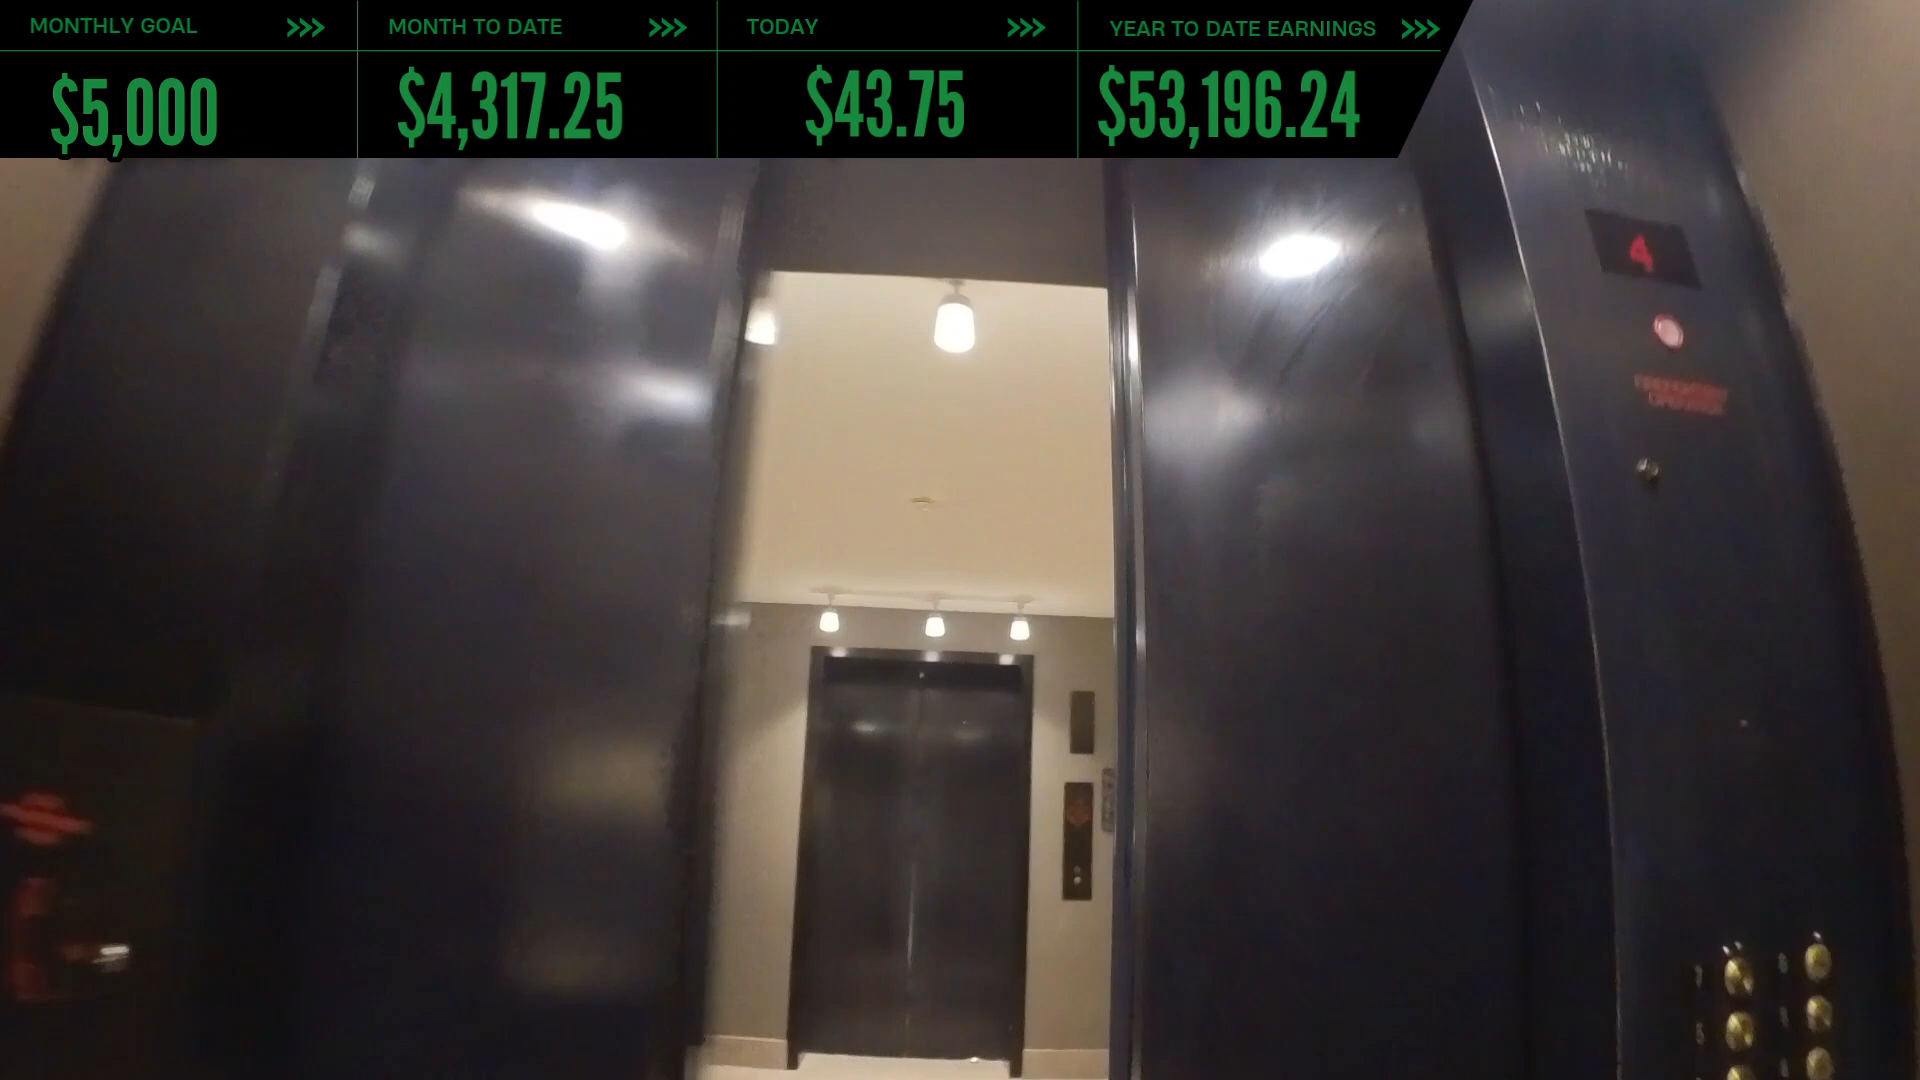 MONTHLY GOAL
MONTH TO DATE
TODAY
YEAR TO DATE EARNINGS
$5,000
$4,317.25
$43.75
$53,196.24
4